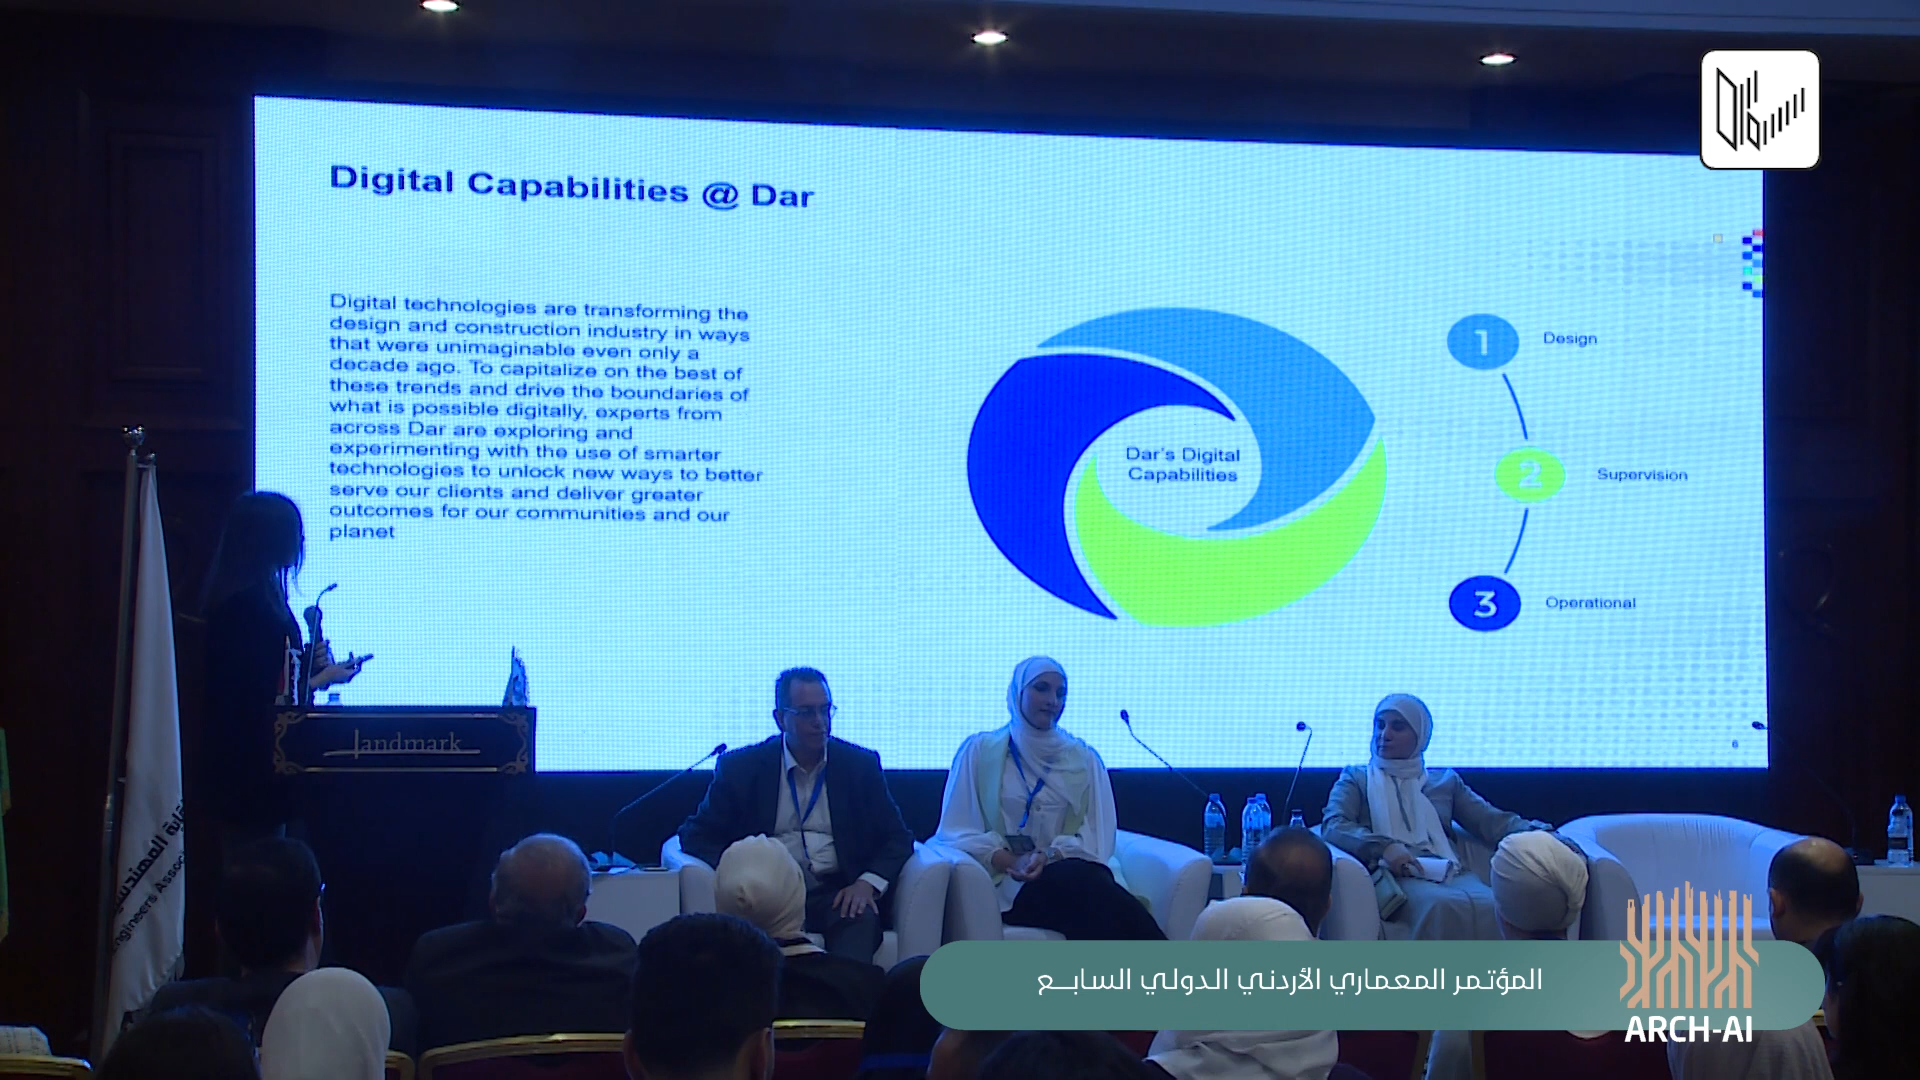 Digital Capabilities @ Dar
Digital technologies are transforming the
design and construction industry in ways
that were unimaginable even only a
decade ago. To capitalize on the best of
these trends and drive the boundaries of
what is possible digitally, experts from
across Dar are exploring and
experimenting with the use of smarter
technologies to unlock new ways to better
serve our clients and deliver greater
outcomes for our communities and our
planet
Dar's Digital
Capabilities
1 Design
2 Supervision
3 Operational
6
landmark
المؤتمر المعماري الأردني الدولي السابع
ARCH-AI